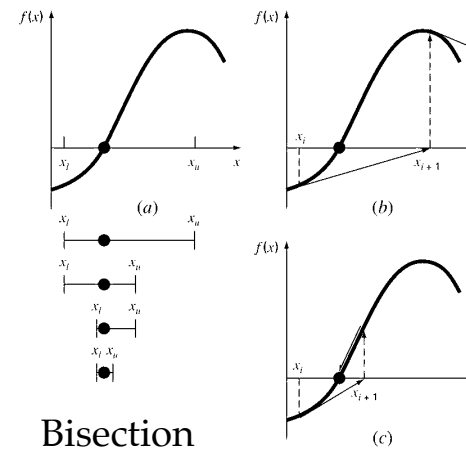 f(x)
x_l
x_u
x
(a)
x_l
x_u
x_l
x_u
x_l
x_u
x_l x_u
Bisection
f(x)
x_i
x_{i + 1}
(b)
f(x)
x_i
x_{i + 1}
(c)